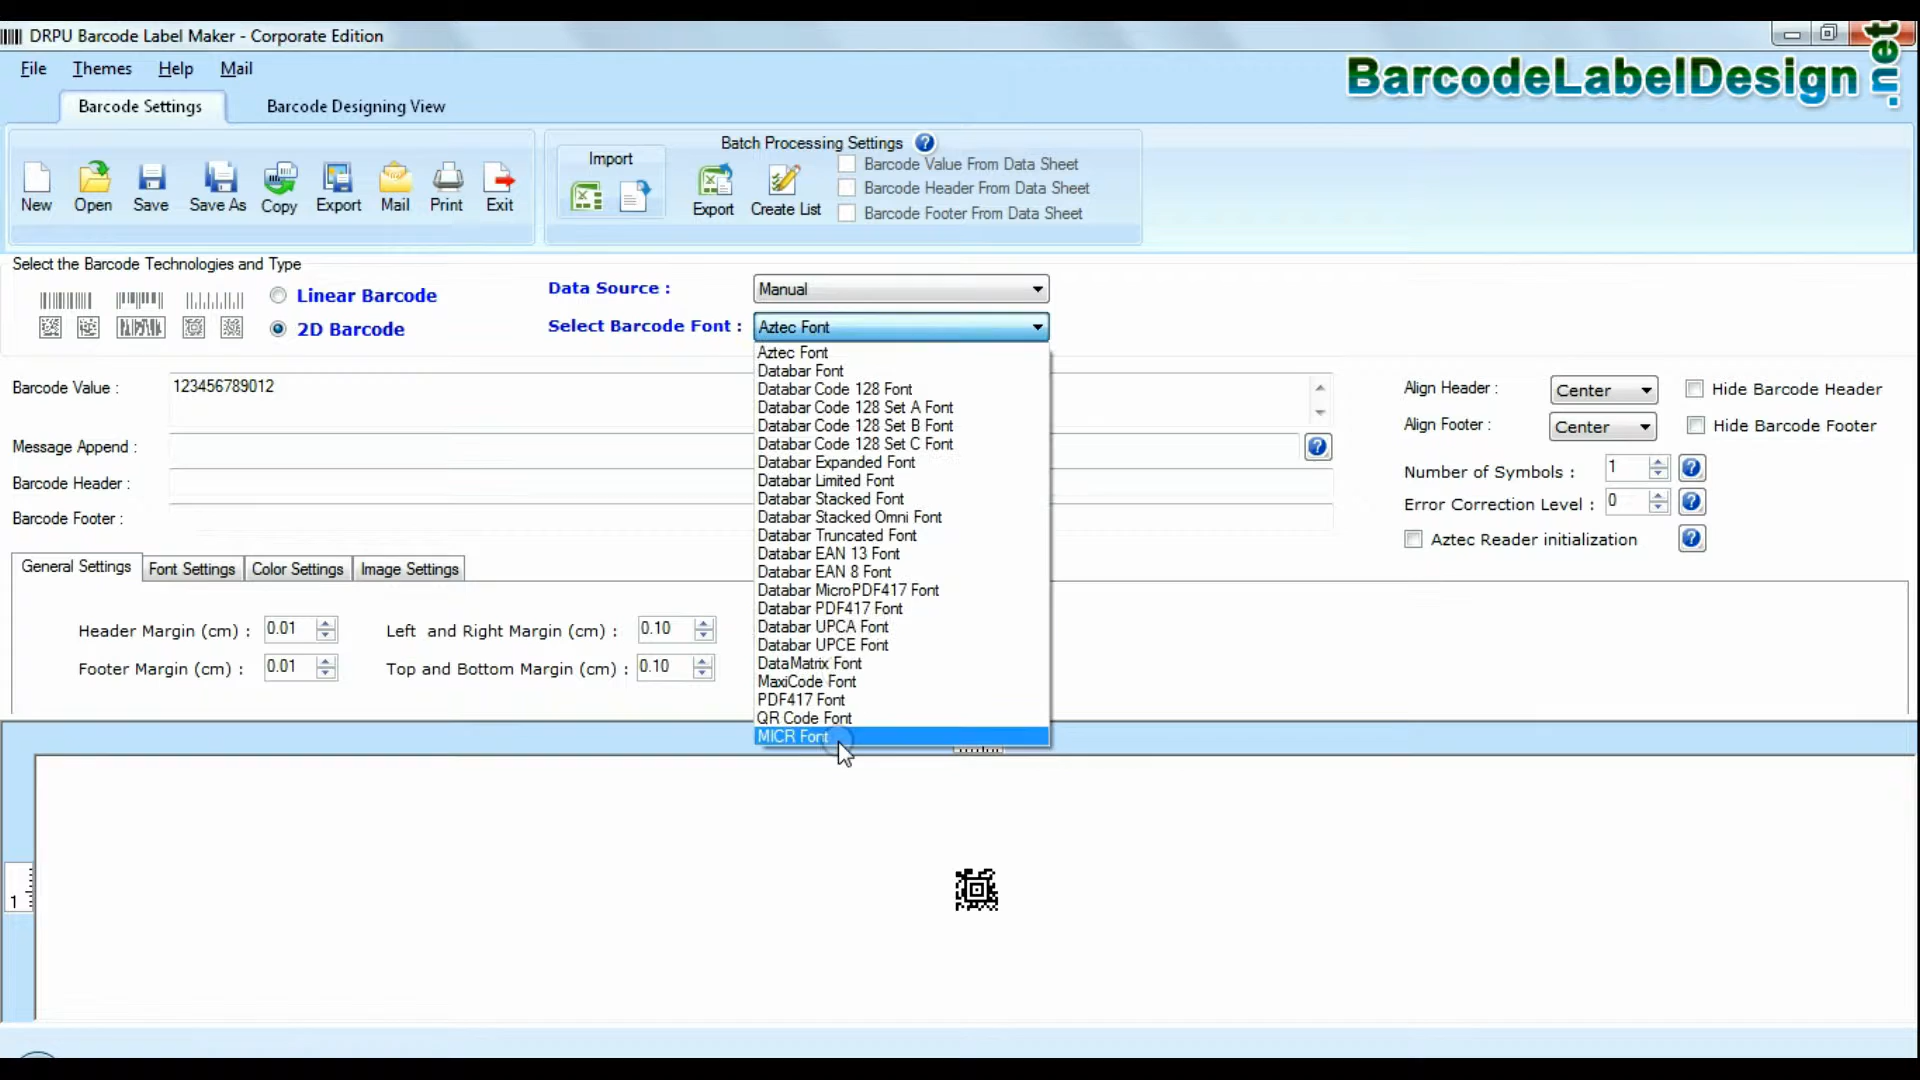 DRPU Barcode Label Maker - Corporate Edition
File Themes Help Mail
BarcodeLabelDesign.net
Barcode Settings Barcode Designing View
New Open Save Save As Copy Export Mail Print Exit
Import
Batch Processing Settings
Export Create List
Barcode Value From Data Sheet
Barcode Header From Data Sheet
Barcode Footer From Data Sheet
Select the Barcode Technologies and Type
Linear Barcode
2D Barcode
Data Source : Manual
Select Barcode Font : Aztec Font
Aztec Font
Databar Font
Databar Code 128 Font
Databar Code 128 Set A Font
Databar Code 128 Set B Font
Databar Code 128 Set C Font
Databar Expanded Font
Databar Limited Font
Databar Stacked Font
Databar Stacked Omni Font
Databar Truncated Font
Databar EAN 13 Font
Databar EAN 8 Font
Databar MicroPDF417 Font
Databar PDF417 Font
Databar UPCA Font
Databar UPCE Font
DataMatrix Font
MaxiCode Font
PDF417 Font
QR Code Font
MICR Font
Barcode Value : 123456789012
Message Append :
Barcode Header :
Barcode Footer :
Align Header : Center Hide Barcode Header
Align Footer : Center Hide Barcode Footer
Number of Symbols : 1
Error Correction Level : 0
Aztec Reader initialization
General Settings Font Settings Color Settings Image Settings
Header Margin (cm) : 0.01 Left and Right Margin (cm) : 0.10
Footer Margin (cm) : 0.01 Top and Bottom Margin (cm) : 0.10
1